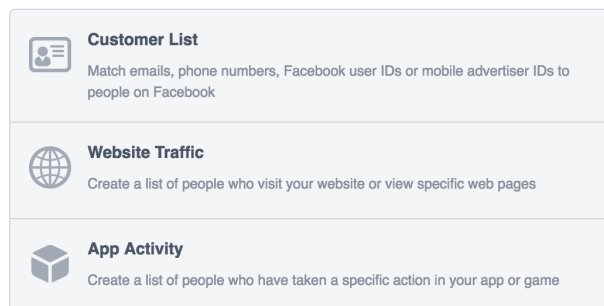 Customer List
Match emails, phone numbers, Facebook user IDs or mobile advertiser IDs to
people on Facebook
Website Traffic
Create a list of people who visit your website or view specific web pages
App Activity
Create a list of people who have taken a specific action in your app or game